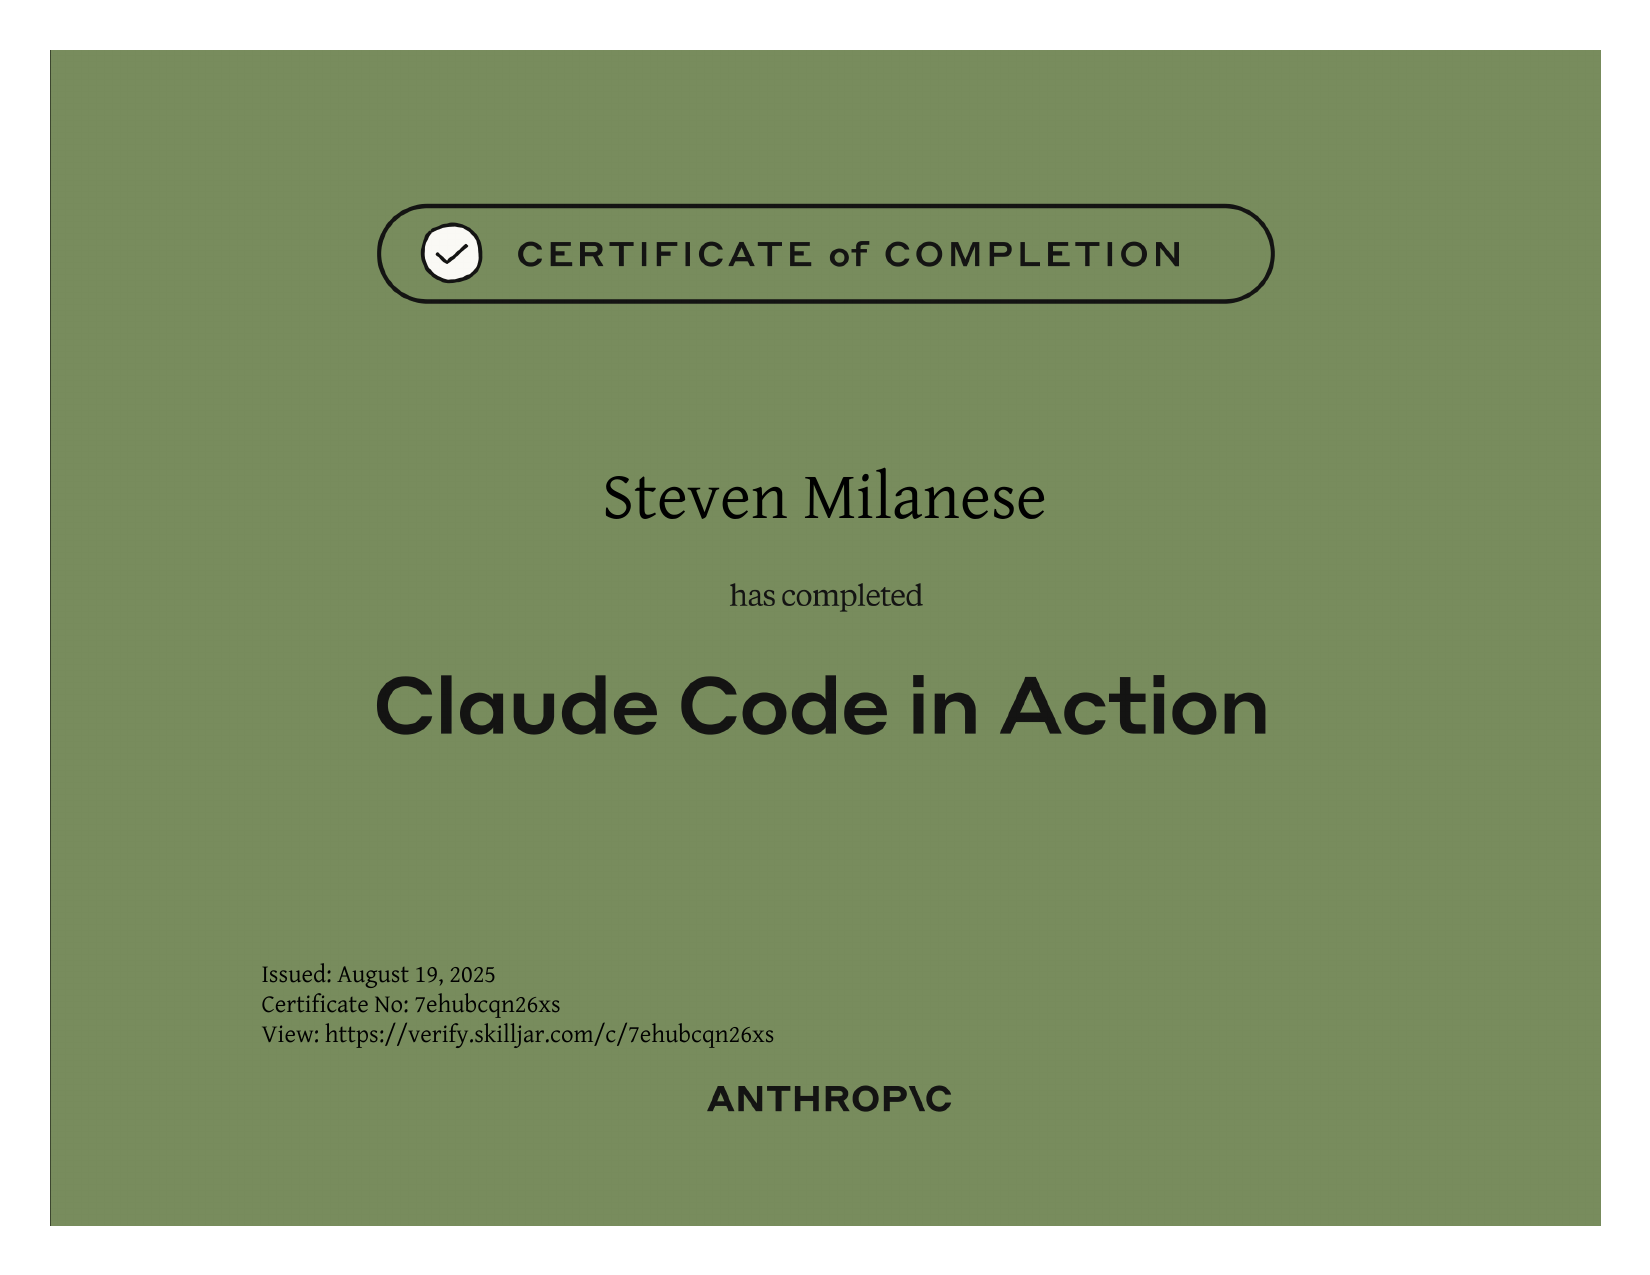 CERTIFICATE of COMPLETION
Steven Milanese
has completed
Claude Code in Action
Issued: August 19, 2025
Certificate No: 7ehubcqn26xs
View: https://verify.skilljar.com/c/7ehubcqn26xs
ANTHROP\C